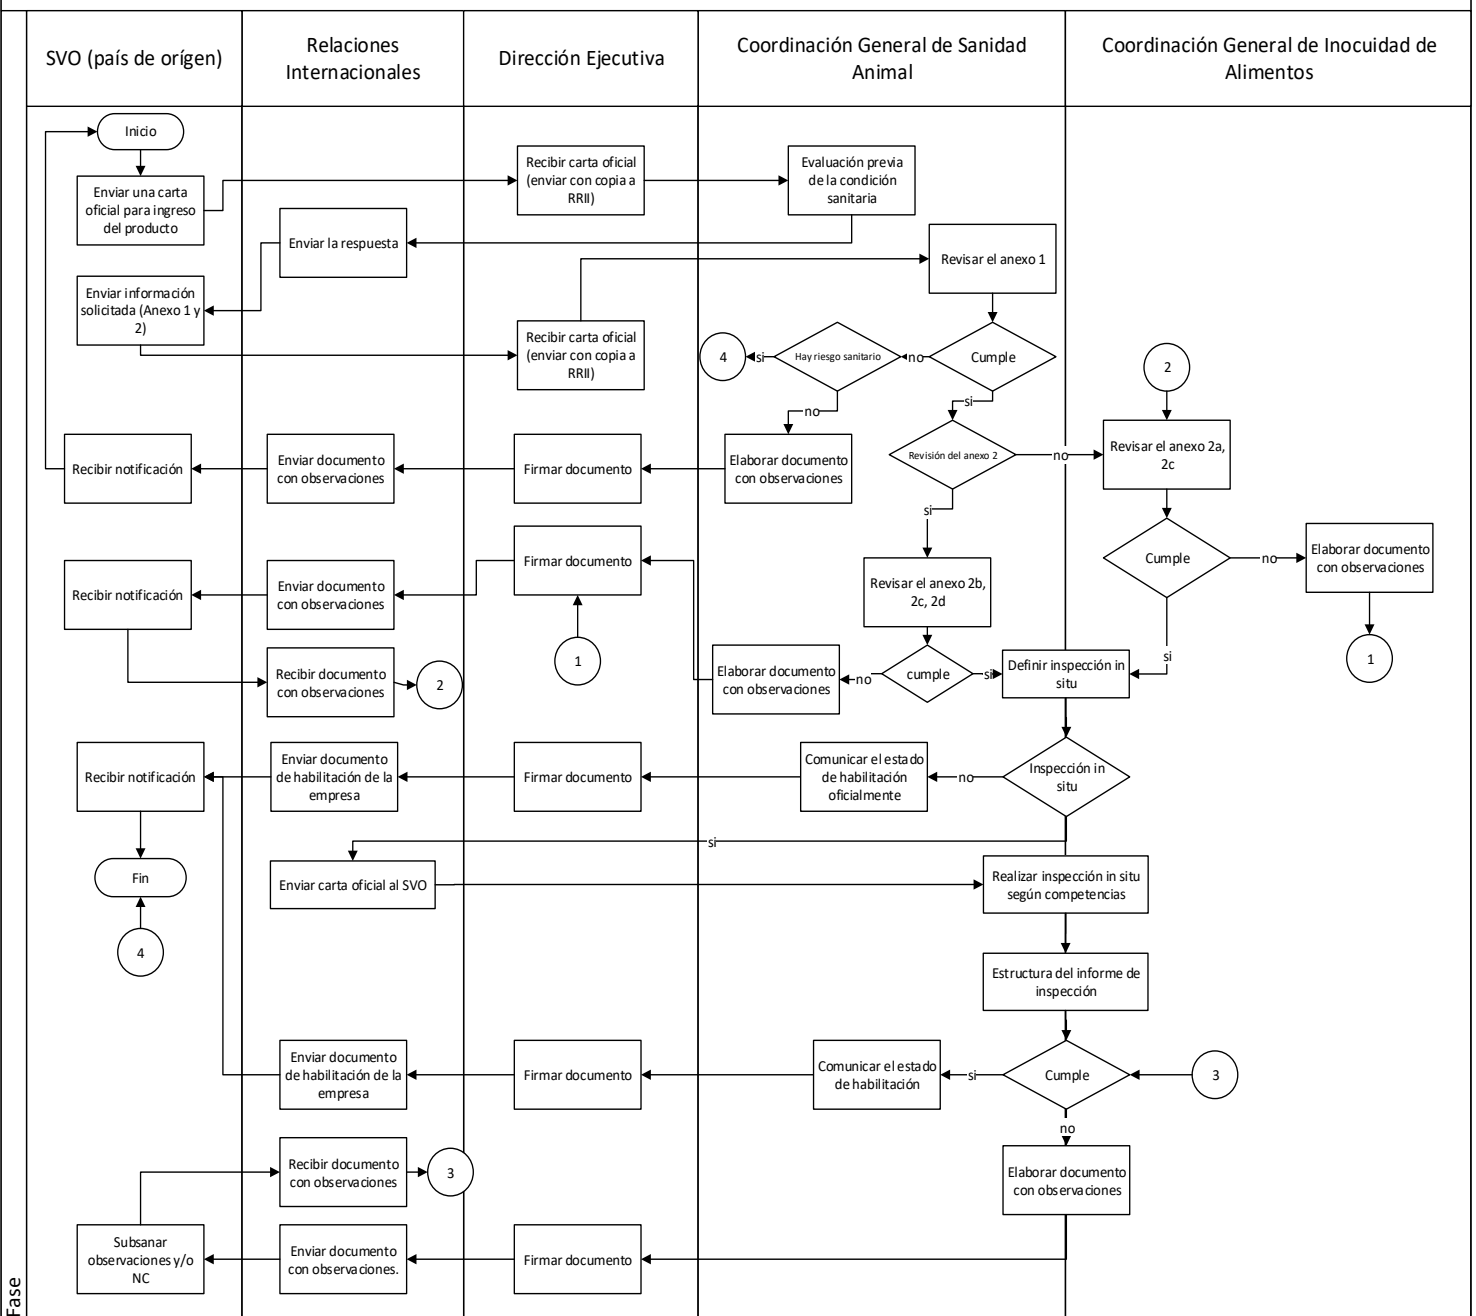 SVO (país de orígen)
Relaciones
Internacionales
Dirección Ejecutiva
Coordinación General de Sanidad
Animal
Coordinación General de Inocuidad de
Alimentos
Inicio
Enviar una carta
oficial para ingreso
del producto
Recibir carta oficial
(enviar con copia a
RRII)
Evaluación previa
de la condición
sanitaria
Enviar la respuesta
Revisar el anexo 1
Enviar información
solicitada (Anexo 1 y
2)
Recibir carta oficial
(enviar con copia a
RRII)
4
si
Hay riesgo sanitario
no
Cumple
2
no
si
Recibir notificación
Enviar documento
con observaciones
Firmar documento
Elaborar documento
con observaciones
Revisión del anexo 2
no
Revisar el anexo 2a,
2c
si
Recibir notificación
Enviar documento
con observaciones
Firmar documento
Revisar el anexo 2b,
2c, 2d
Cumple
no
Elaborar documento
con observaciones
1
Recibir documento
con observaciones
2
Elaborar documento
con observaciones
no
cumple
si
Definir inspección in
situ
si
1
Recibir notificación
Enviar documento
de habilitación de la
empresa
Firmar documento
Comunicar el estado
de habilitación
oficialmente
no
Inspección in
situ
si
Fin
Enviar carta oficial al SVO
Realizar inspección in situ
según competencias
4
Estructura del informe de
inspección
Enviar documento
de habilitación de la
empresa
Firmar documento
Comunicar el estado
de habilitación
si
Cumple
3
no
Recibir documento
con observaciones
3
Elaborar documento
con observaciones
Subsanar
observaciones y/o
NC
Enviar documento
con observaciones.
Firmar documento
Fase